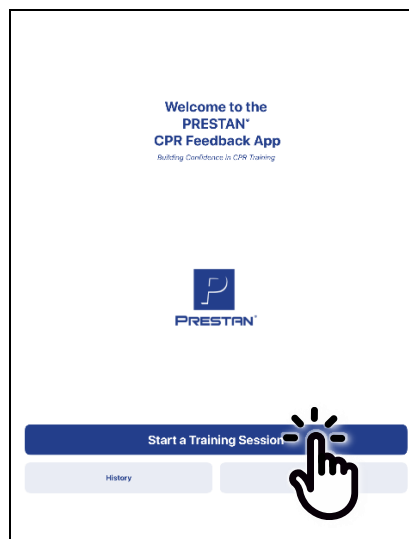 Welcome to the
PRESTAN®
CPR Feedback App
Building Confidence in CPR Training
PRESTAN®
Start a Training Session
History